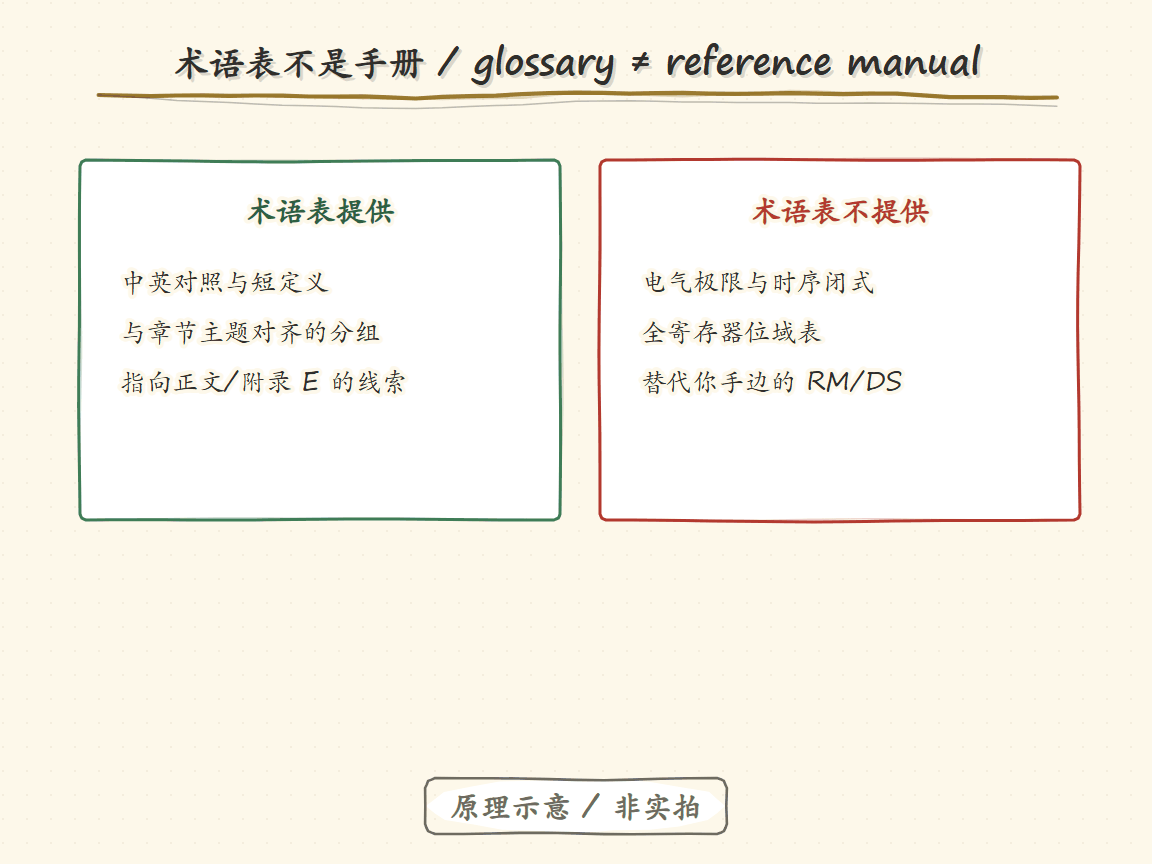 术语表不是手册 / glossary ≠ reference manual
术语表提供
中英对照与短定义
与章节主题对齐的分组
指向正文/附录 E 的线索
术语表不提供
电气极限与时序闭式
全寄存器位域表
替代你手边的 RM/DS
原理示意 / 非实拍